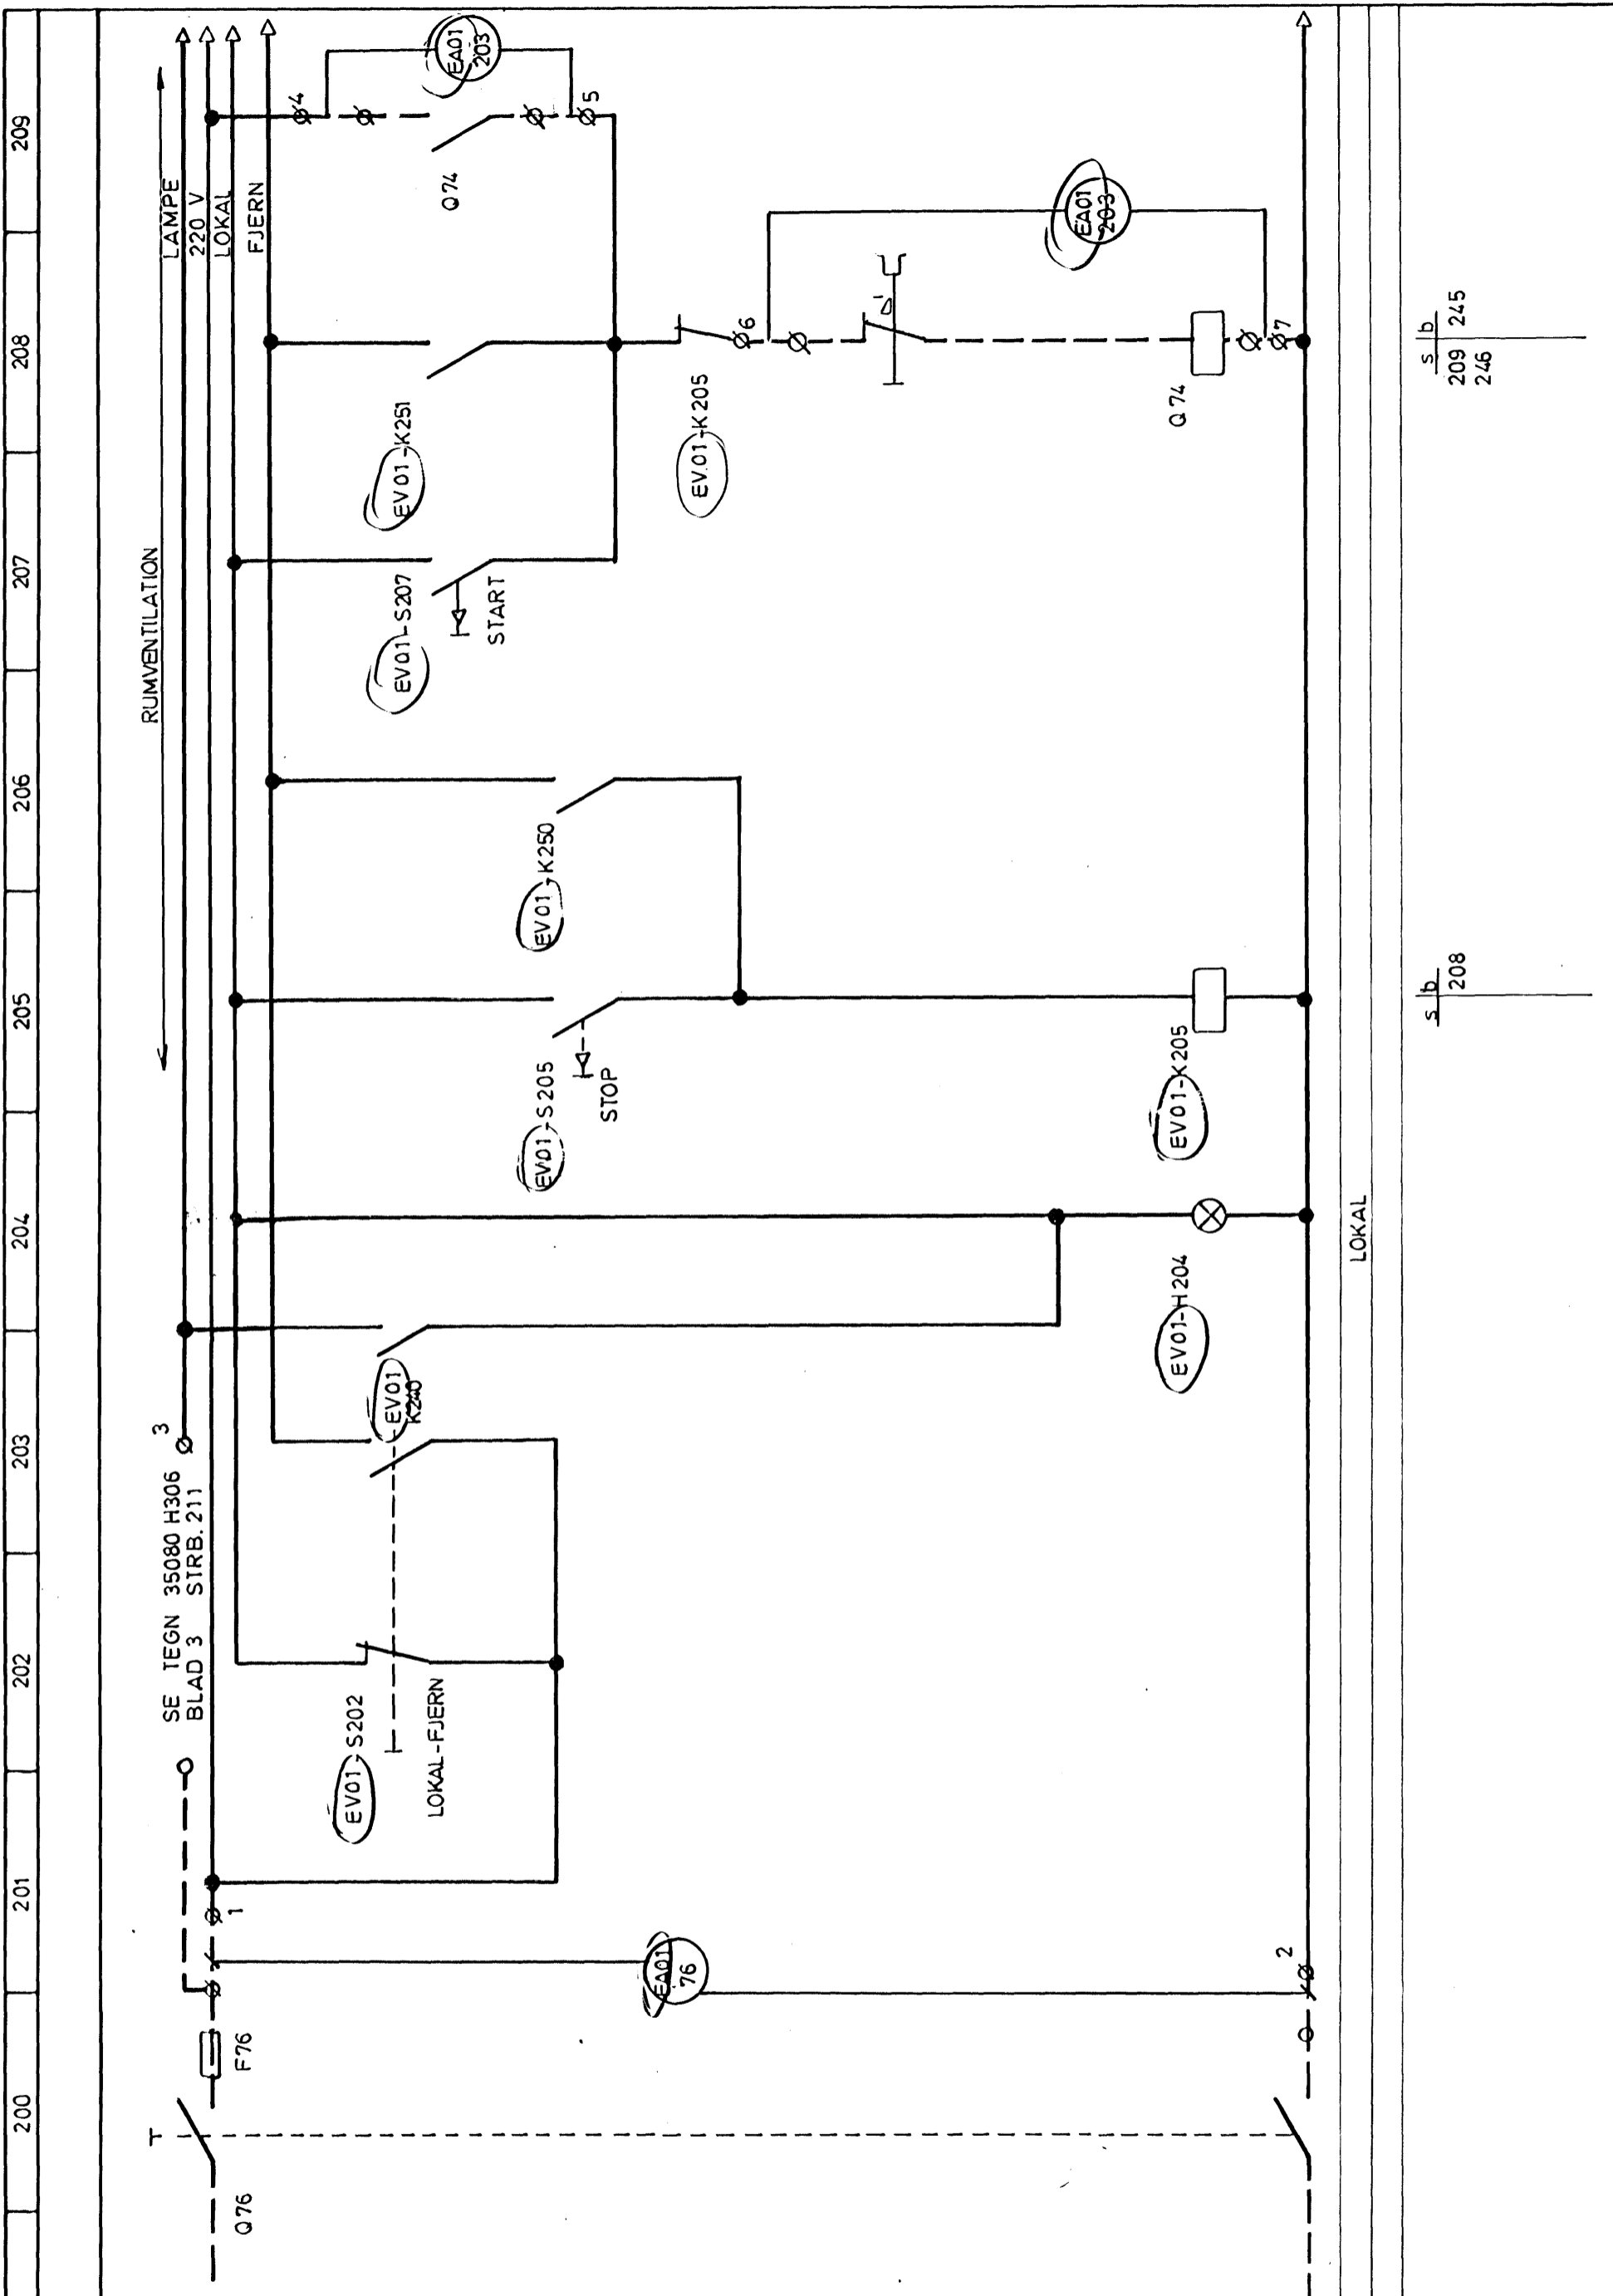 200
201
202
203
204
205
206
207
208
209
RUMVENTILATION
LAMPE
220 V
LOKAL
FJERN
SE TEGN 35080 H306
BLAD 3 STRB. 211
3
Q76
F76
1
EA01
76
2
EV01-S202
LOKAL-FJERN
EV01
K240
EV01-H204
EV01-S205
STOP
EV01-K205
EV01-K250
EV01-S207
START
EV01-K251
EV.01-K205
6
Q74
7
EA01
203
4
EA01
203
5
Q74
LOKAL
s b
208
s b
209 245
246